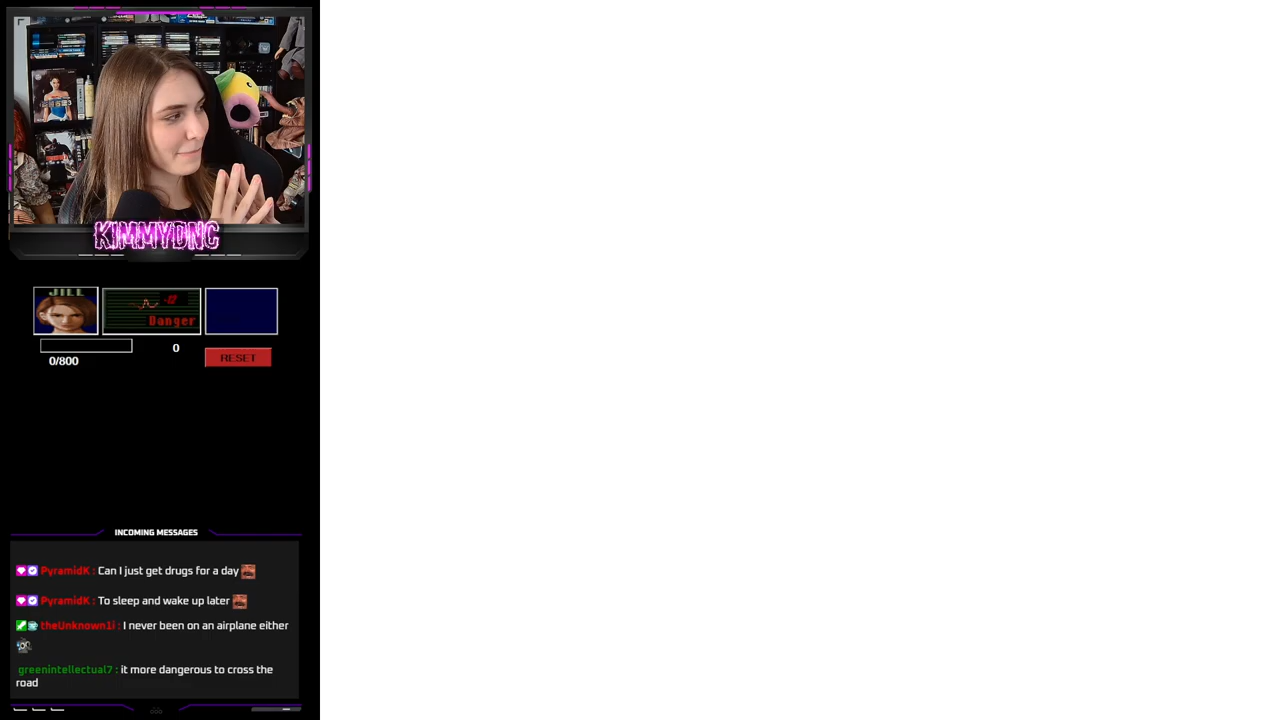 KIMMYDNC
JILL
Danger
0
0/800
RESET
INCOMING MESSAGES
PyramidK : Can I just get drugs for a day
PyramidK : To sleep and wake up later
theUnknown1i : I never been on an airplane either
greenintellectual7 : it more dangerous to cross the
road